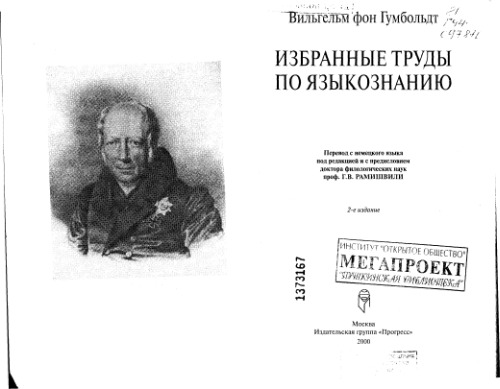 Вильгельм фон Гумбольдт
ИЗБРАННЫЕ ТРУДЫ
ПО ЯЗЫКОЗНАНИЮ
Перевод с немецкого языка
под редакцией и с предисловием
доктора филологических наук
проф. Г.В. РАМИШВИЛИ
2-е издание
ИНСТИТУТ "ОТКРЫТОЕ ОБЩЕСТВО"
МЕГАПРОЕКТ
"ПУШКИНСКАЯ БИБЛИОТЕКА"
1373167
Москва
Издательская группа «Прогресс»
2000